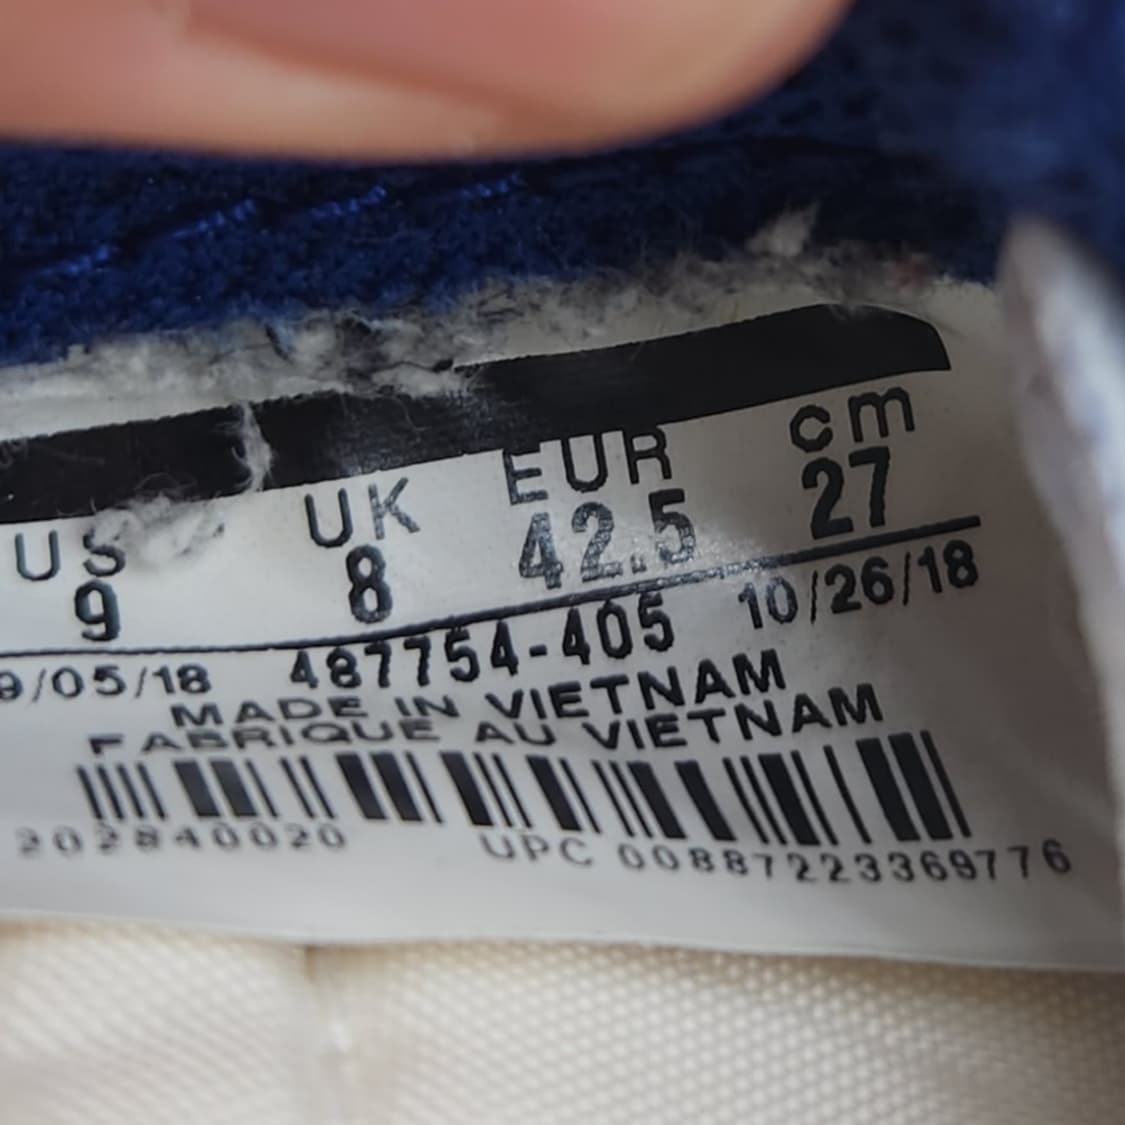 US UK EUR cm
9 8 42.5 27
9/05/18 487754-405 10/26/18
MADE IN VIETNAM
FABRIQUE AU VIETNAM
202840020 UPC 00887223369776